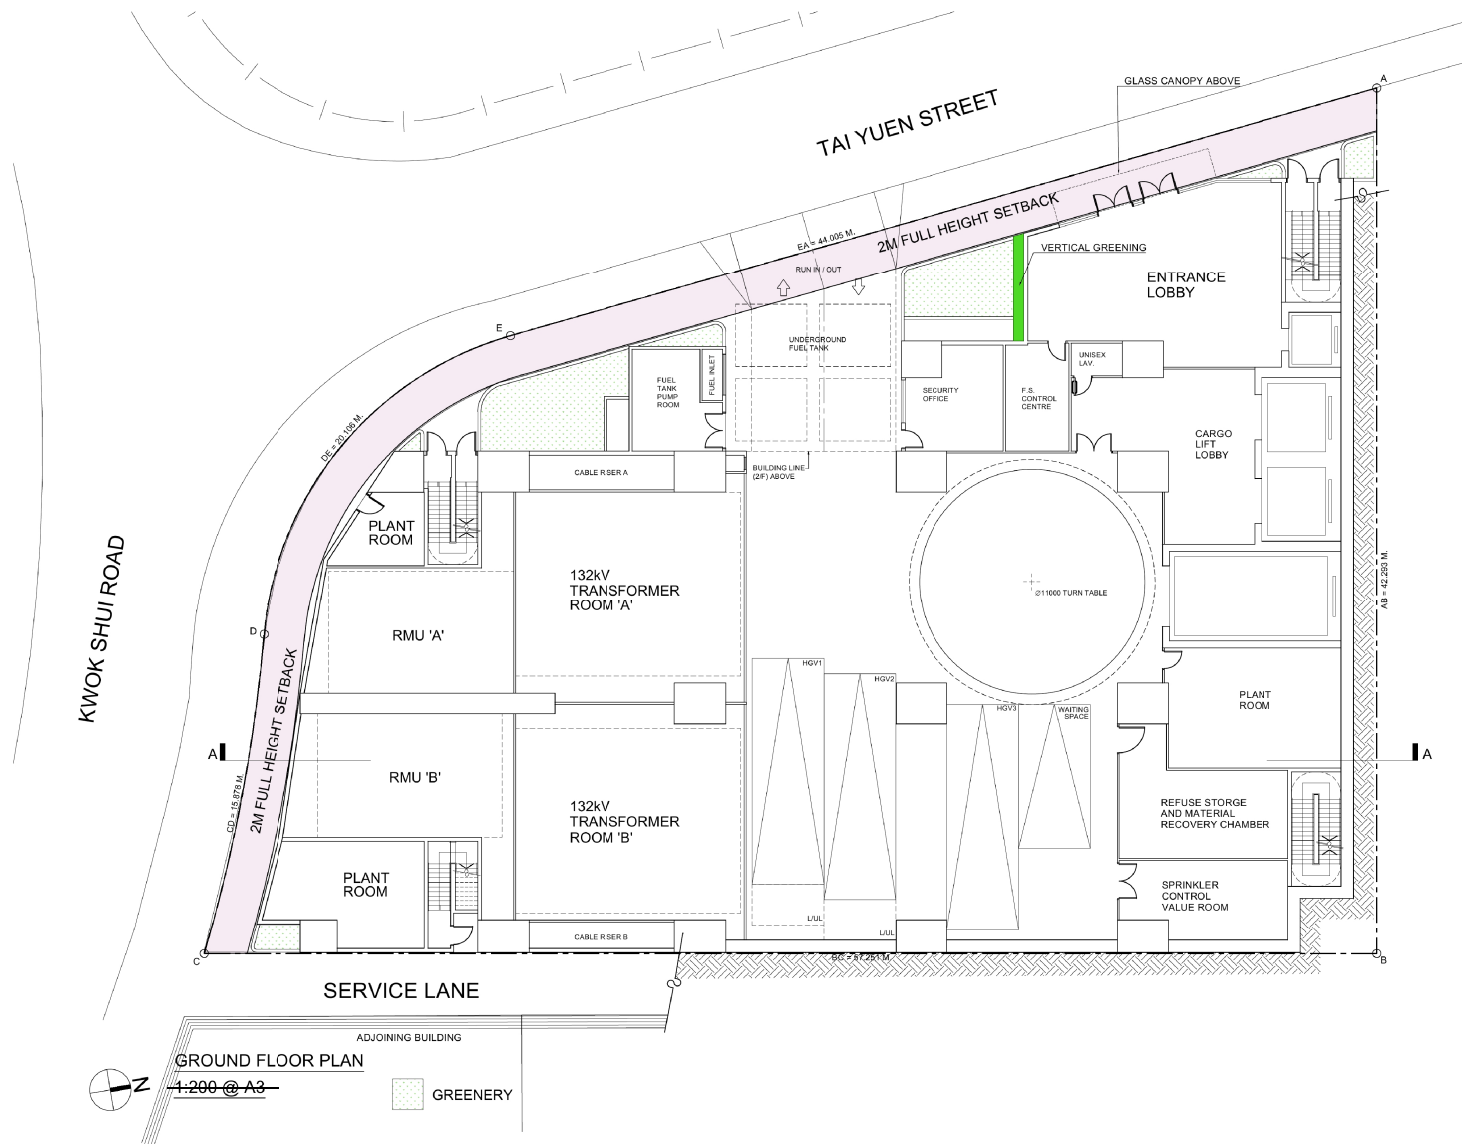 GLASS CANOPY ABOVE
A
TAI YUEN STREET
2M FULL HEIGHT SETBACK
EA = 44.005 M.
RUN IN / OUT
VERTICAL GREENING
ENTRANCE
LOBBY
E
UNDERGROUND
FUEL TANK
FUEL
TANK
PUMP
ROOM
FUEL INLET
SECURITY
OFFICE
F.S.
CONTROL
CENTRE
UNISEX
LAV.
CARGO
LIFT
LOBBY
DE = 20.106 M.
CABLE RSER A
BUILDING LINE
(2/F) ABOVE
PLANT
ROOM
132kV
TRANSFORMER
ROOM 'A'
Ø11000 TURN TABLE
AB = 42.293 M.
KWOK SHUI ROAD
D
RMU 'A'
HGV1
HGV2
HGV3
WAITING
SPACE
PLANT
ROOM
2M FULL HEIGHT SETBACK
CD = 15.878 M.
A
A
RMU 'B'
132kV
TRANSFORMER
ROOM 'B'
REFUSE STORGE
AND MATERIAL
RECOVERY CHAMBER
PLANT
ROOM
SPRINKLER
CONTROL
VALUE ROOM
L/UL
L/UL
CABLE RSER B
C
BC = 57.251 M.
B
SERVICE LANE
ADJOINING BUILDING
GROUND FLOOR PLAN
1:200 @ A3
N
GREENERY